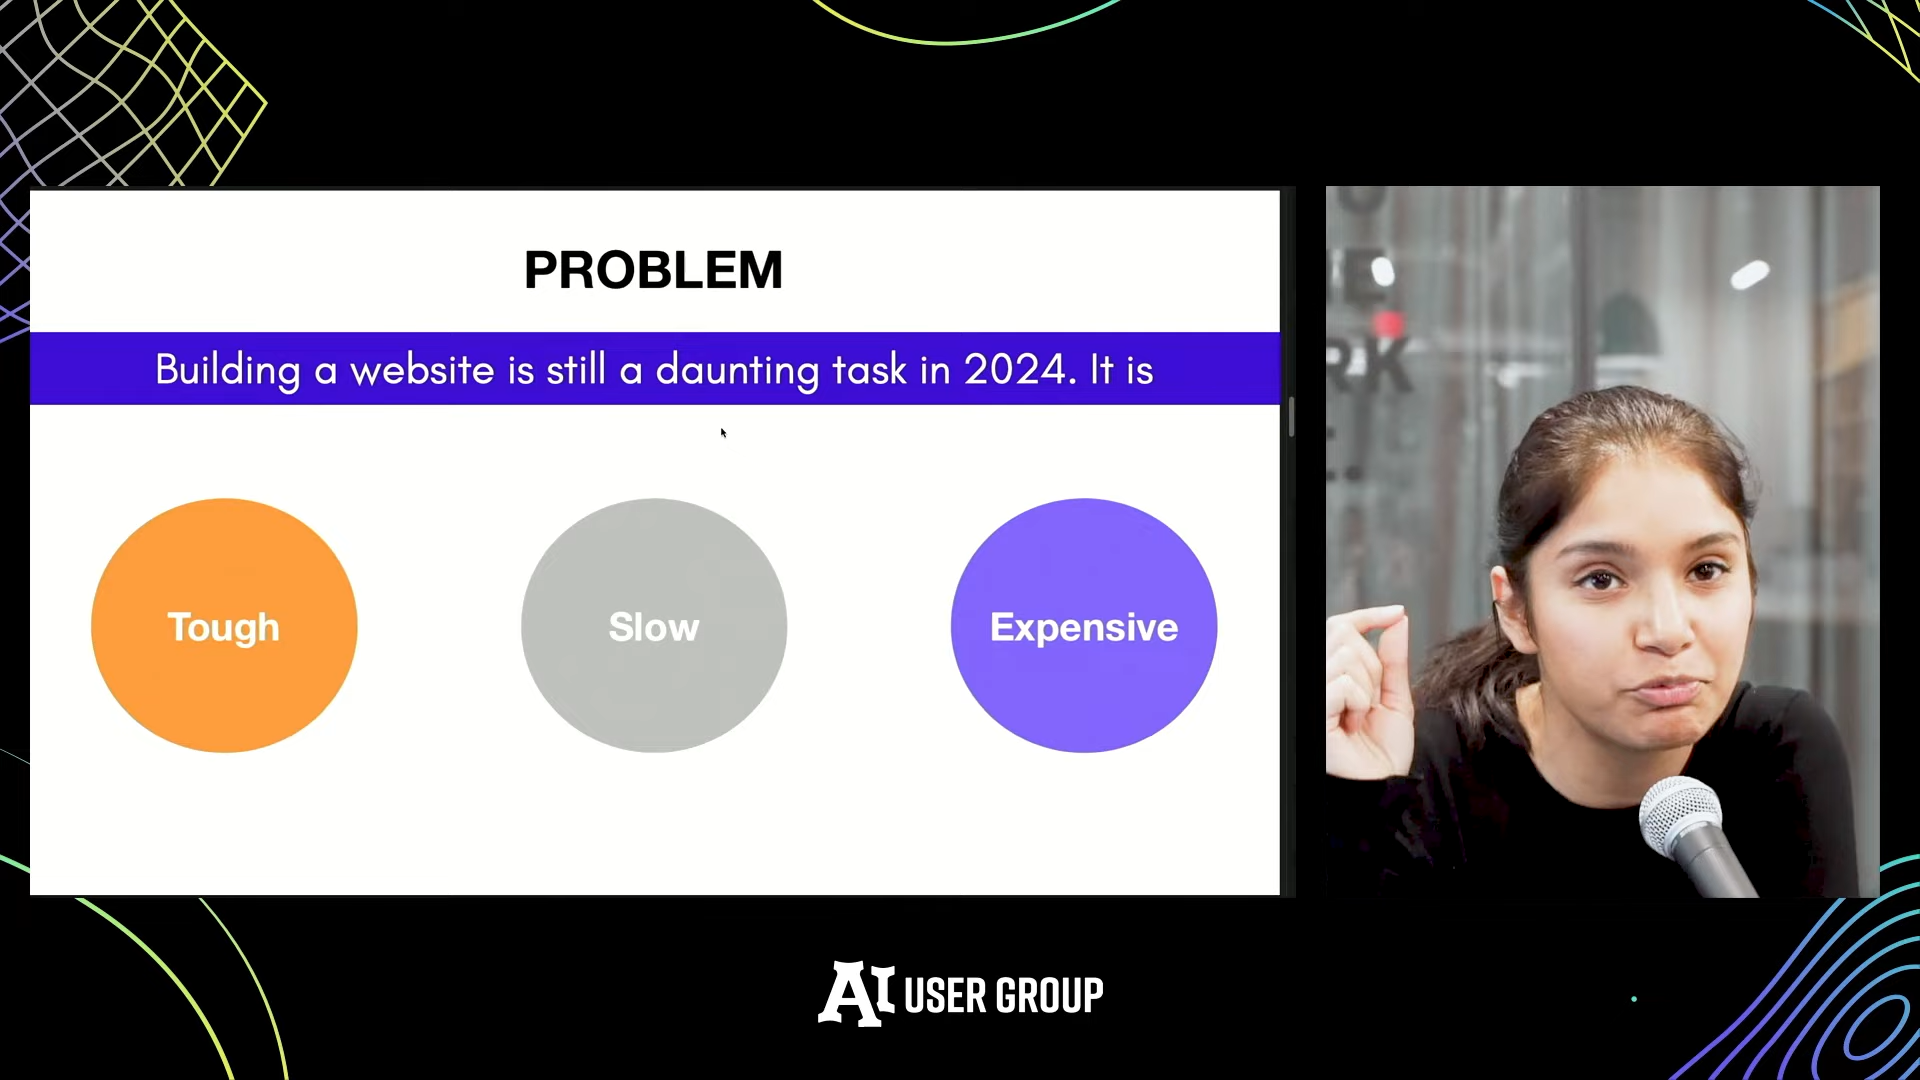 PROBLEM
Building a website is still a daunting task in 2024. It is
Tough
Slow
Expensive
AI USER GROUP